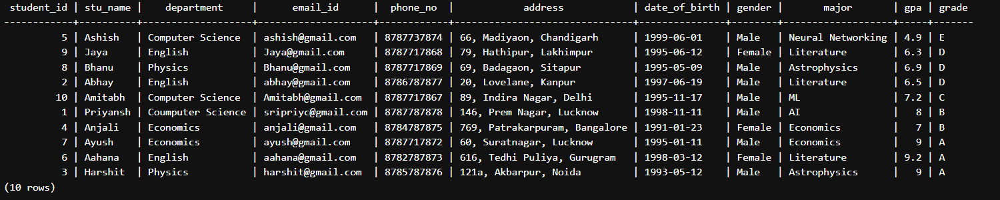 student_id | stu_name | department | email_id | phone_no | address | date_of_birth | gender | major | gpa | grade
------------+----------+--------------------+--------------------+------------+--------------------------------+---------------+--------+-------------------+-----+-------
5 | Ashish | Computer Science | ashish@gmail.com | 8787737874 | 66, Madiyaon, Chandigarh | 1999-06-01 | Male | Neural Networking | 4.9 | E
9 | Jaya | English | Jaya@gmail.com | 8787717868 | 79, Hathipur, Lakhimpur | 1995-06-12 | Female | Literature | 6.3 | D
8 | Bhanu | Physics | Bhanu@gmail.com | 8787717869 | 69, Badagaon, Sitapur | 1995-05-09 | Male | Astrophysics | 6.9 | D
2 | Abhay | English | abhay@gmail.com | 8786787877 | 20, Lovelane, Kanpur | 1997-06-19 | Male | Literature | 6.5 | D
10 | Amitabh | Computer Science | Amitabh@gmail.com | 8787717867 | 89, Indira Nagar, Delhi | 1995-11-17 | Male | ML | 7.2 | C
1 | Priyansh | Coumputer Science | sripriyc@gmail.com | 8787787878 | 146, Prem Nagar, Lucknow | 1998-11-11 | Male | AI | 8 | B
4 | Anjali | Economics | anjali@gmail.com | 8784787875 | 769, Patrakarpuram, Bangalore | 1991-01-23 | Female | Economics | 7 | B
7 | Ayush | Economics | ayush@gmail.com | 8787717872 | 60, Suratnagar, Lucknow | 1995-01-11 | Male | Economics | 9 | A
6 | Aahana | English | aahana@gmail.com | 8782787873 | 616, Tedhi Puliya, Gurugram | 1998-03-12 | Female | Literature | 9.2 | A
3 | Harshit | Physics | harshit@gmail.com | 8785787876 | 121a, Akbarpur, Noida | 1993-05-12 | Male | Astrophysics | 9 | A
(10 rows)